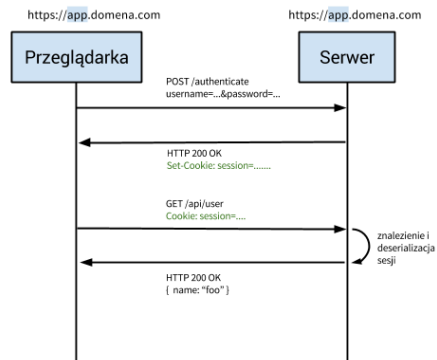 https://app.domena.com
https://app.domena.com
Przeglądarka
Serwer
POST /authenticate
username=...&password=...
HTTP 200 OK
Set-Cookie: session=.......
GET /api/user
Cookie: session=....
znalezienie i
deserializacja
sesji
HTTP 200 OK
{ name: “foo” }